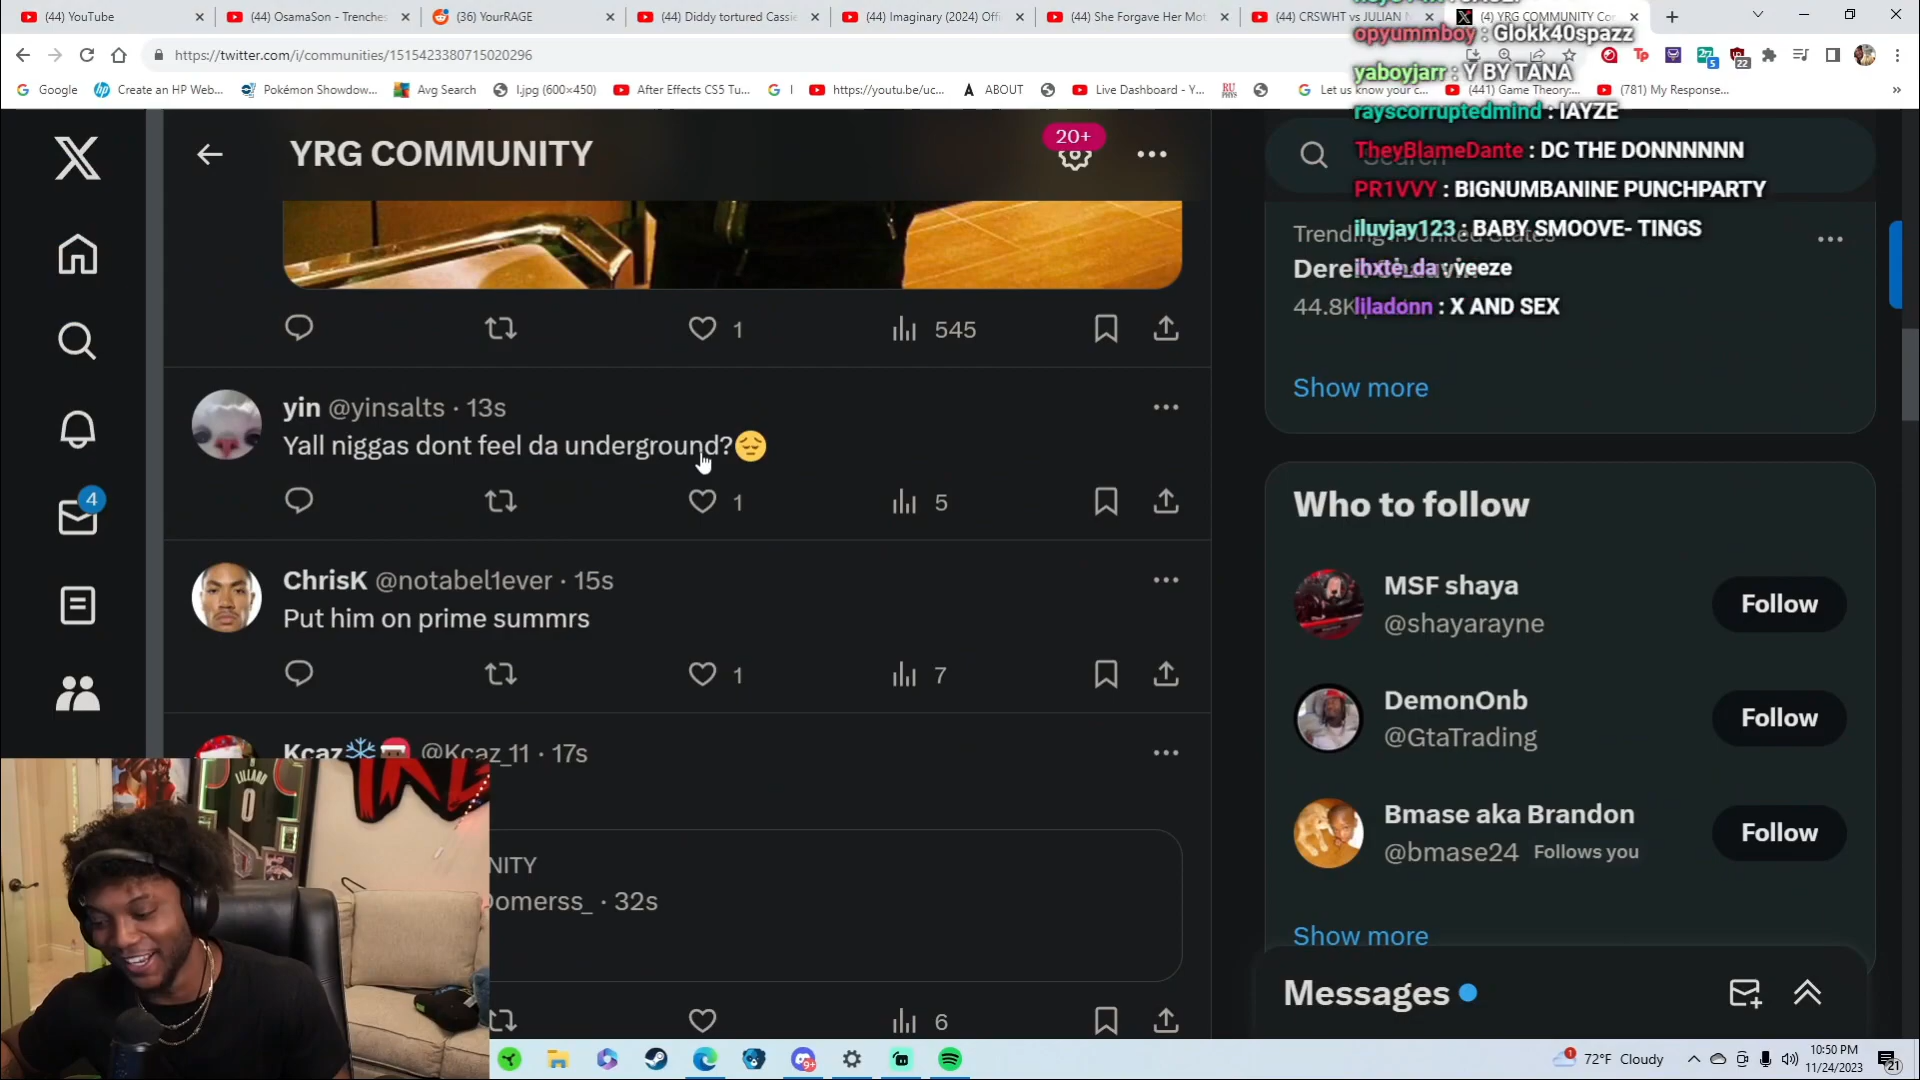 (44) YouTube
(44) OsamaSon - Trenches
(36) YourRAGE
(44) Diddy tortured Cassie
(44) Imaginary (2024) Offi
(44) She Forgave Her Mot
(44) CRSWHT vs JULIAN
(4) YRG COMMUNITY Co
https://twitter.com/i/communities/1515423380715020296
Google
Create an HP Web...
Pokémon Showdow...
Avg Search
l.jpg (600×450)
After Effects CS5 Tu...
https://youtu.be/uc...
ABOUT
Live Dashboard - Y...
Let us know your c...
(441) Game Theory:...
(781) My Response...
opyummboy : Glokk40spazz
yaboyjarr : Y BY TANA
rayscorruptedmind : IAYZE
TheyBlameDante : DC THE DONNNNNN
PR1VVY : BIGNUMBANINE PUNCHPARTY
iluvjay123 : BABY SMOOVE- TINGS
ihxte_da : veeze
liladonn : X AND SEX
YRG COMMUNITY
20+
1
545
yin @yinsalts · 13s
Yall niggas dont feel da underground?😔
1
5
ChrisK @notabel1ever · 15s
Put him on prime summrs
1
7
Kcaz❄️🎅🏾 @Kcaz_11 · 17s
NITY
Domerss_ · 32s
6
4
Trending in United States
44.8K
Show more
Who to follow
MSF shaya
@shayarayne
Follow
DemonOnb
@GtaTrading
Follow
Bmase aka Brandon
@bmase24 Follows you
Follow
Show more
Messages
LILLARD
0
72°F Cloudy
10:50 PM
11/24/2023
21